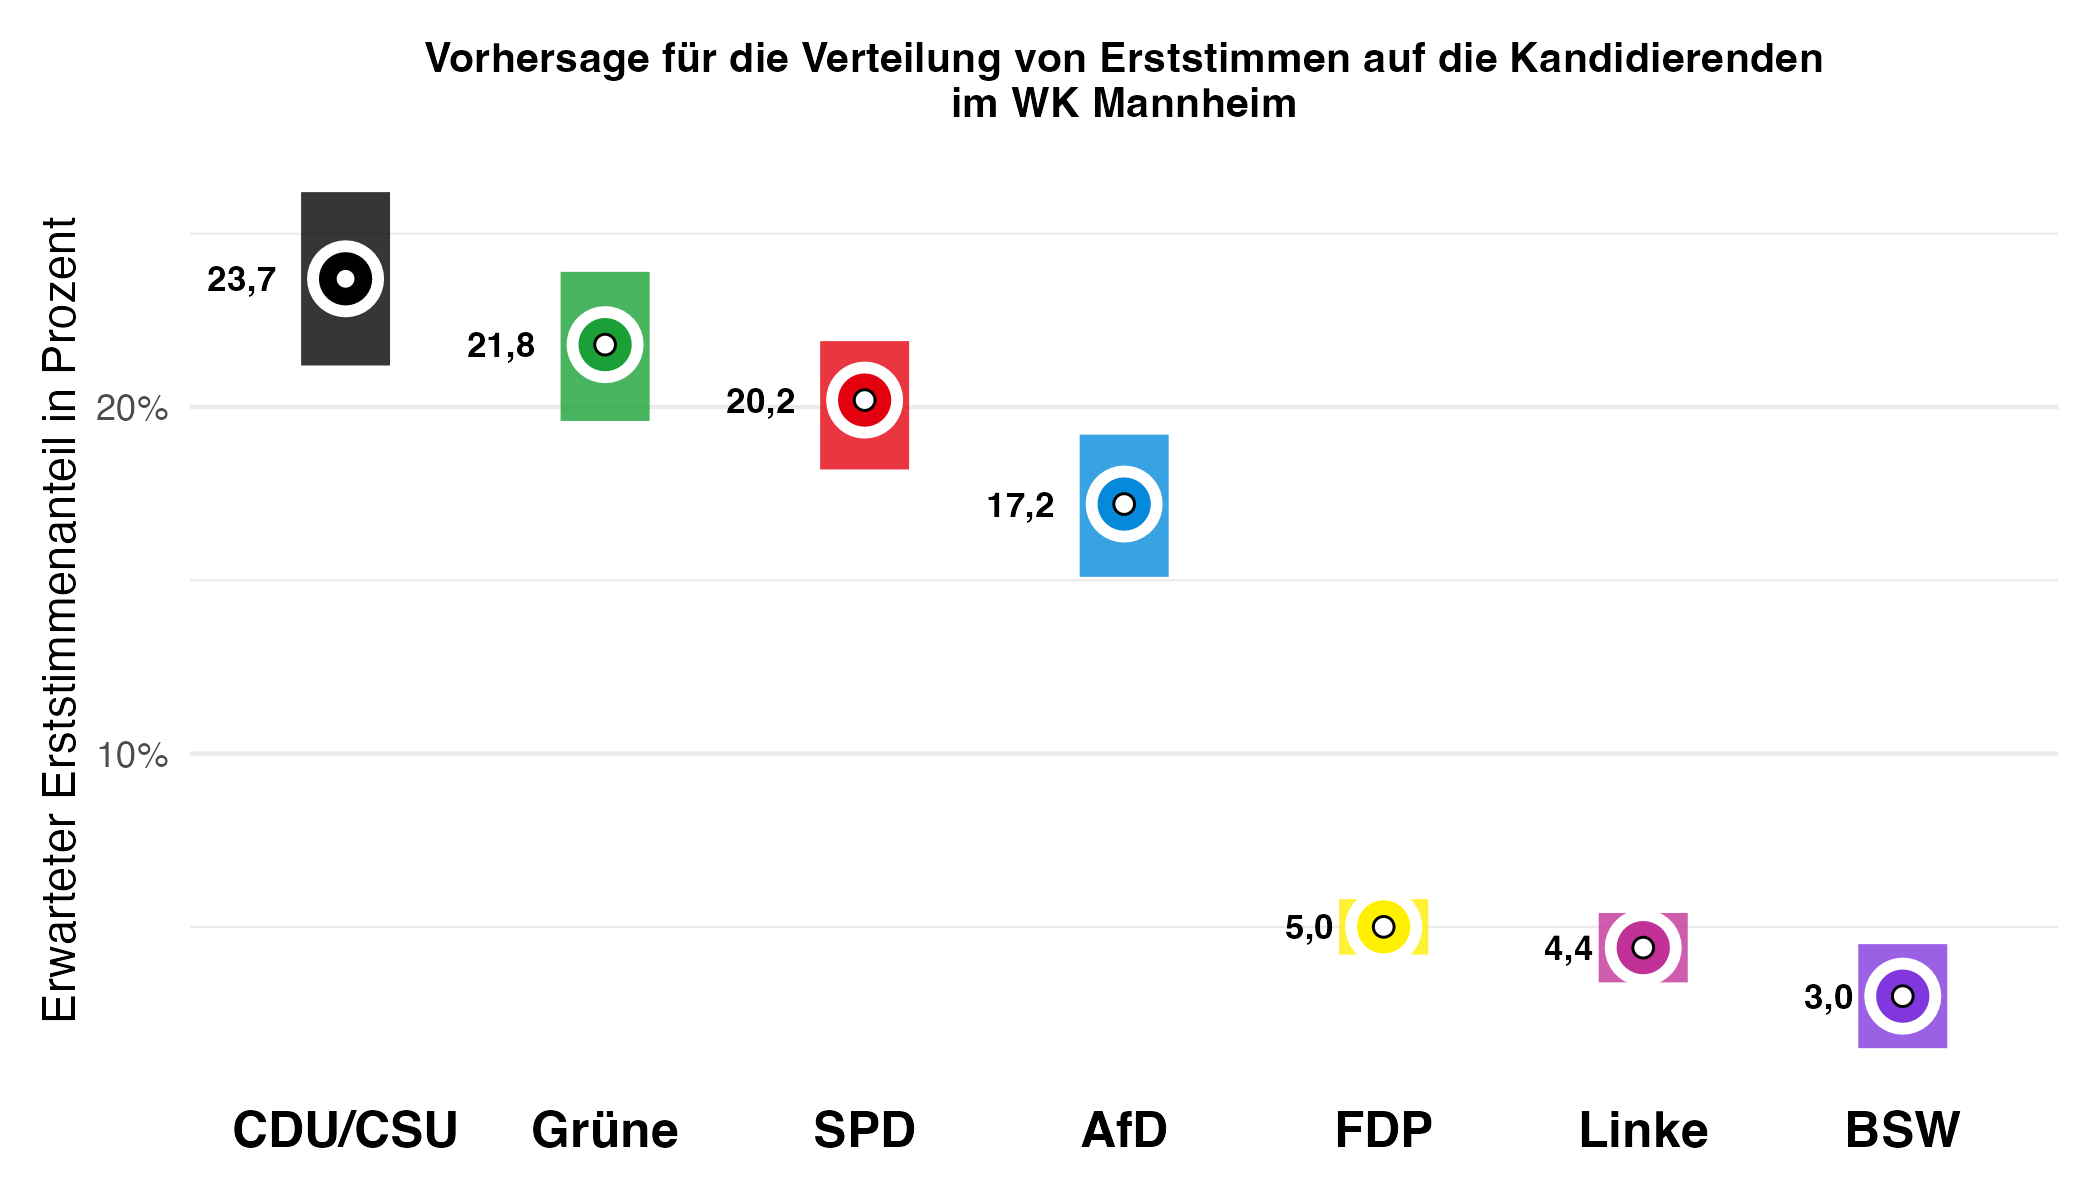 Vorhersage für die Verteilung von Erststimmen auf die Kandidierenden
im WK Mannheim
Erwarteter Erststimmenanteil in Prozent
20%
10%
23,7
21,8
20,2
17,2
5,0
4,4
3,0
CDU/CSU
Grüne
SPD
AfD
FDP
Linke
BSW